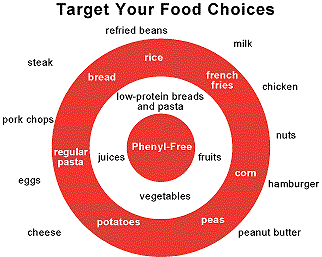 Target Your Food Choices
refried beans
milk
steak
rice
bread
french
fries
chicken
low-protein breads
and pasta
pork chops
nuts
regular
pasta
juices
Phenyl-Free
fruits
eggs
corn
hamburger
vegetables
potatoes
peas
cheese
peanut butter